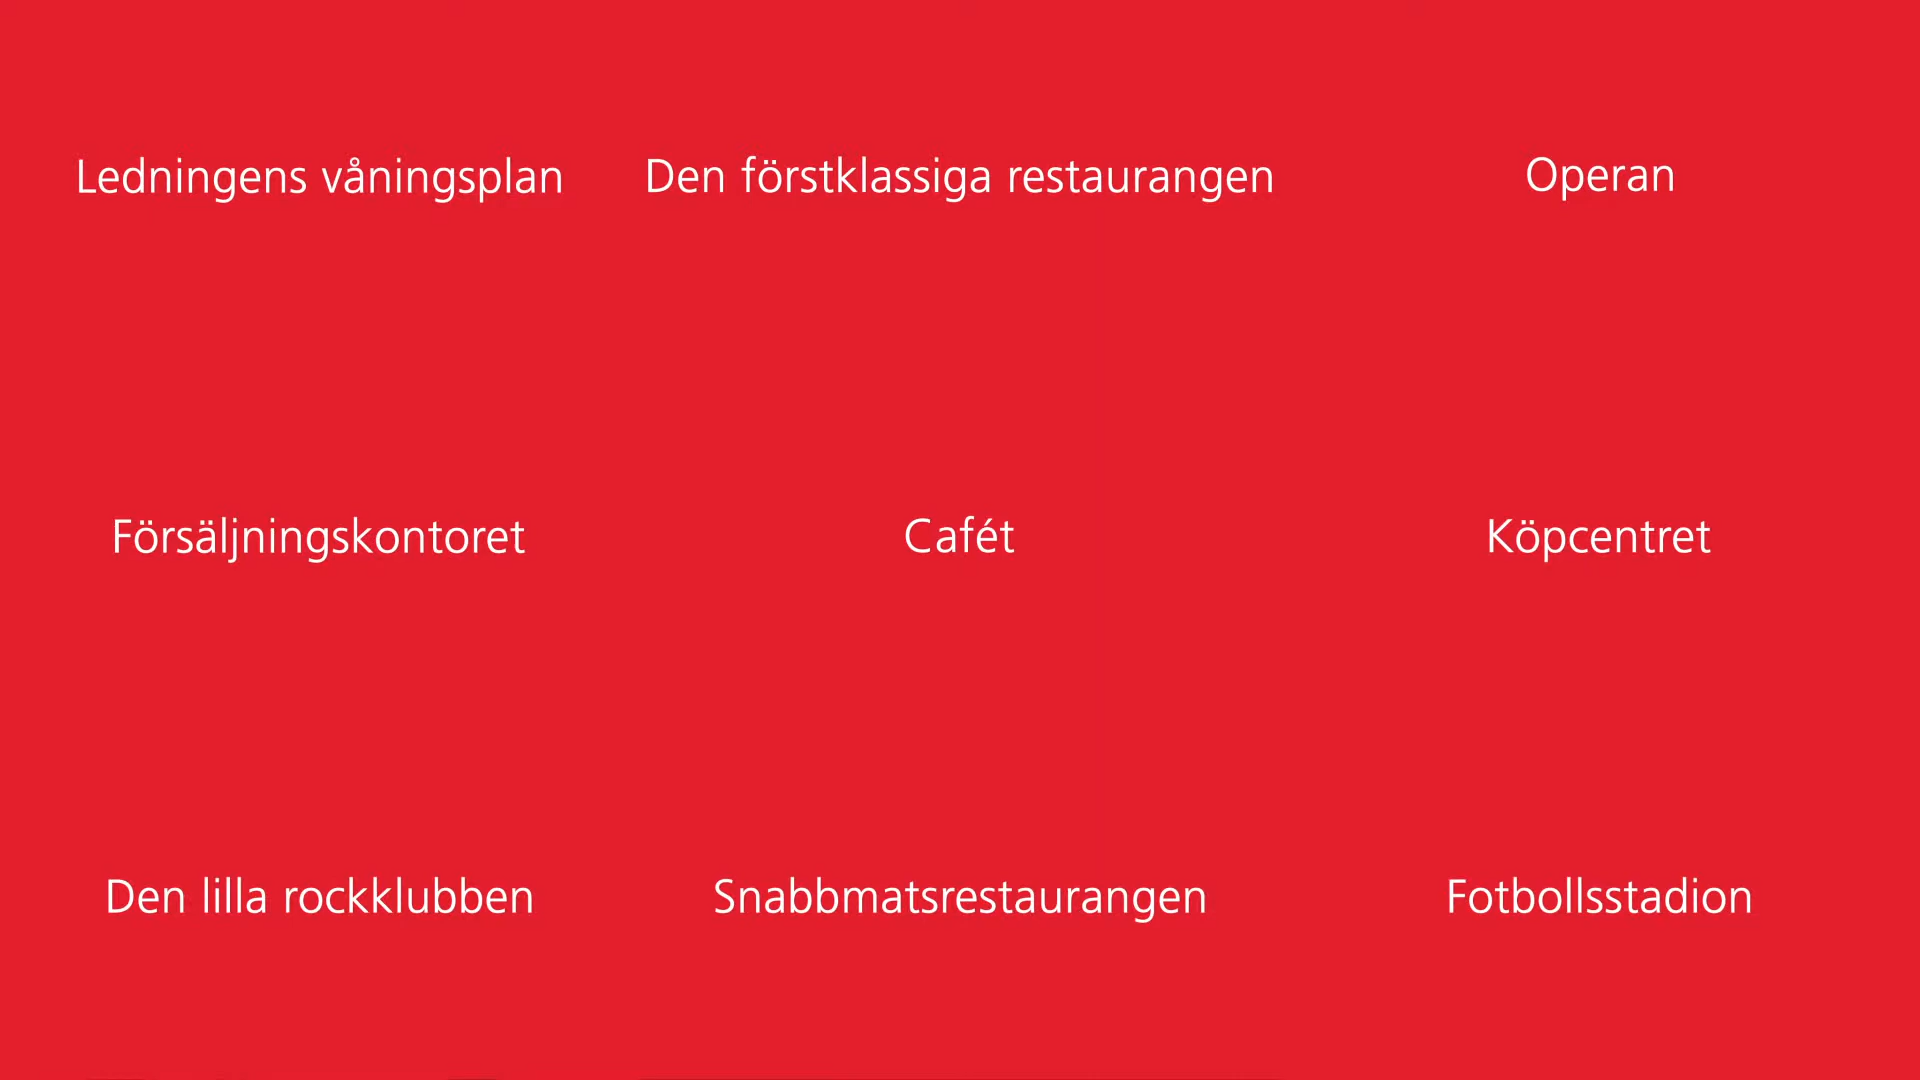 Ledningens våningsplan
Den förstklassiga restaurangen
Operan
Försäljningskontoret
Cafét
Köpcentret
Den lilla rockklubben
Snabbmatsrestaurangen
Fotbollsstadion